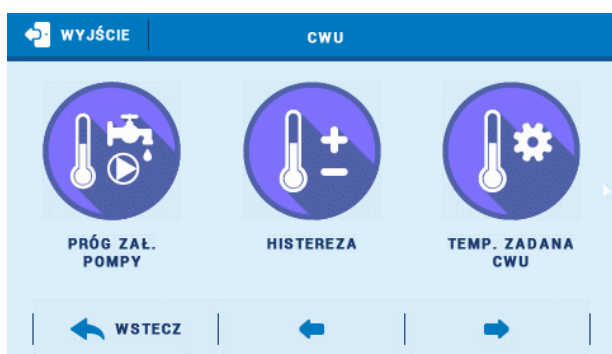 WYJŚCIE
CWU
PRÓG ZAŁ.
POMPY
HISTEREZA
TEMP. ZADANA
CWU
WSTECZ